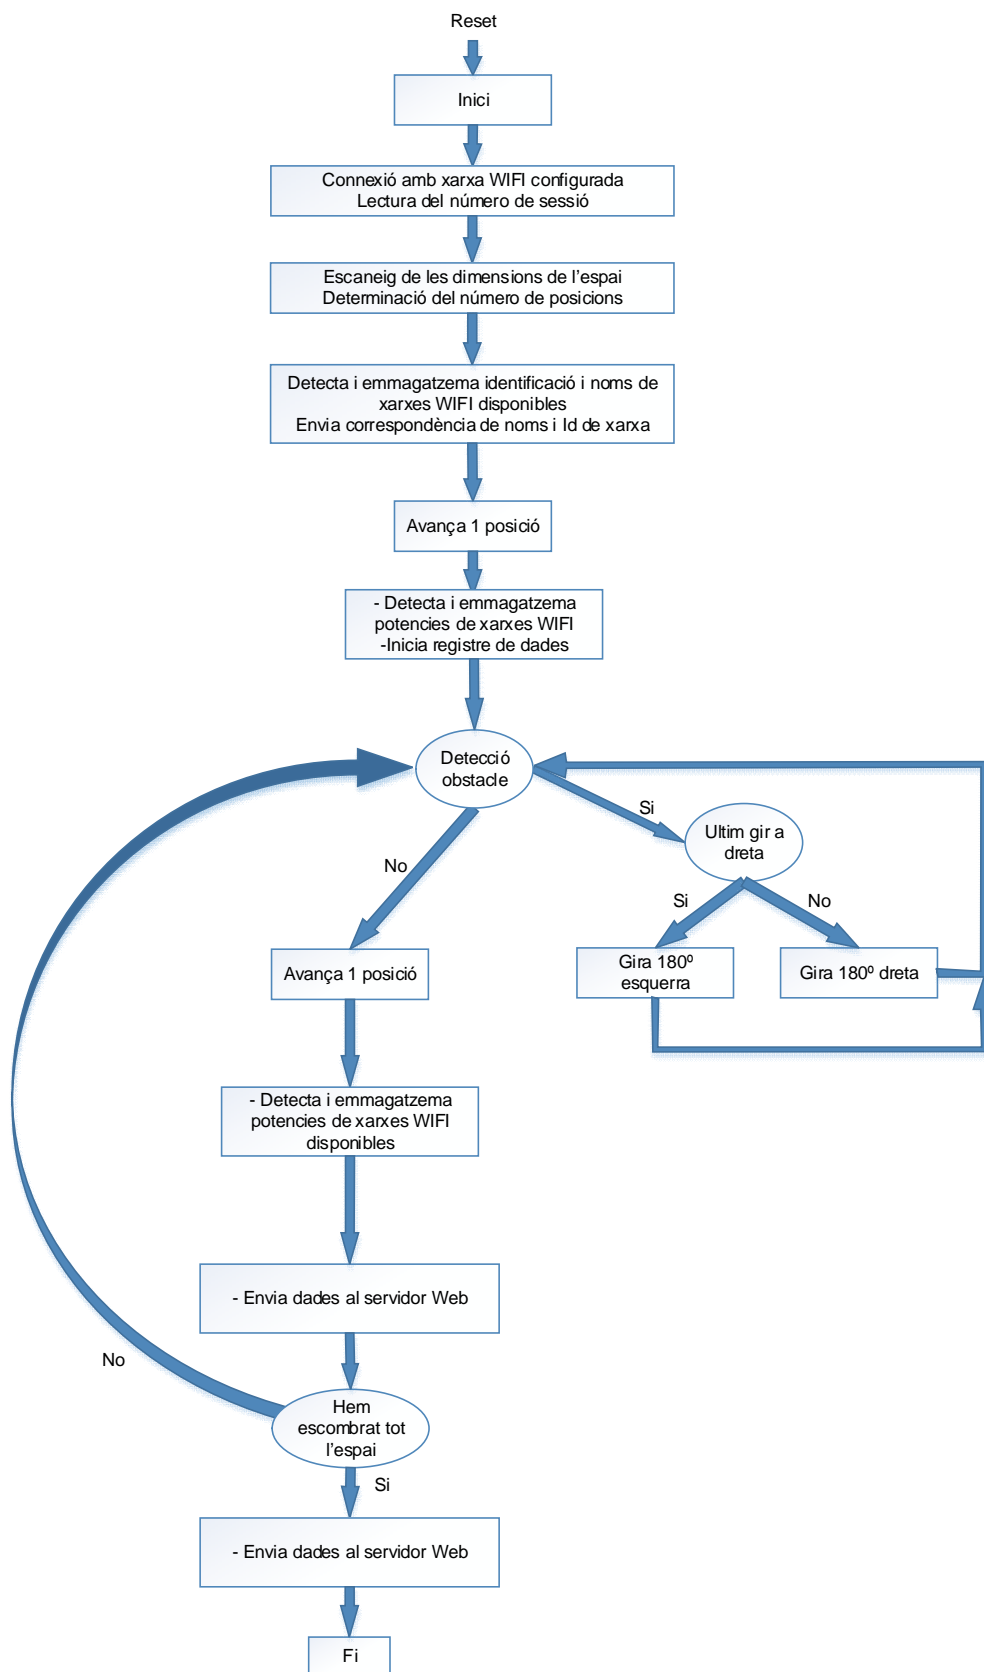 Reset
Inici
Connexió amb xarxa WIFI configurada
Lectura del número de sessió
Escaneig de les dimensions de l’espai
Determinació del número de posicions
Detecta i emmagatzema identificació i noms de
xarxes WIFI disponibles
Envia correspondència de noms i Id de xarxa
Avança 1 posició
- Detecta i emmagatzema
potencies de xarxes WIFI
-Inicia registre de dades
Detecció
obstacle
Si
Ultim gir a
dreta
No
Si
No
Gira 180º
esquerra
Gira 180º dreta
Avança 1 posició
- Detecta i emmagatzema
potencies de xarxes WIFI
disponibles
- Envia dades al servidor Web
No
Hem
escombrat tot
l’espai
Si
- Envia dades al servidor Web
Fi